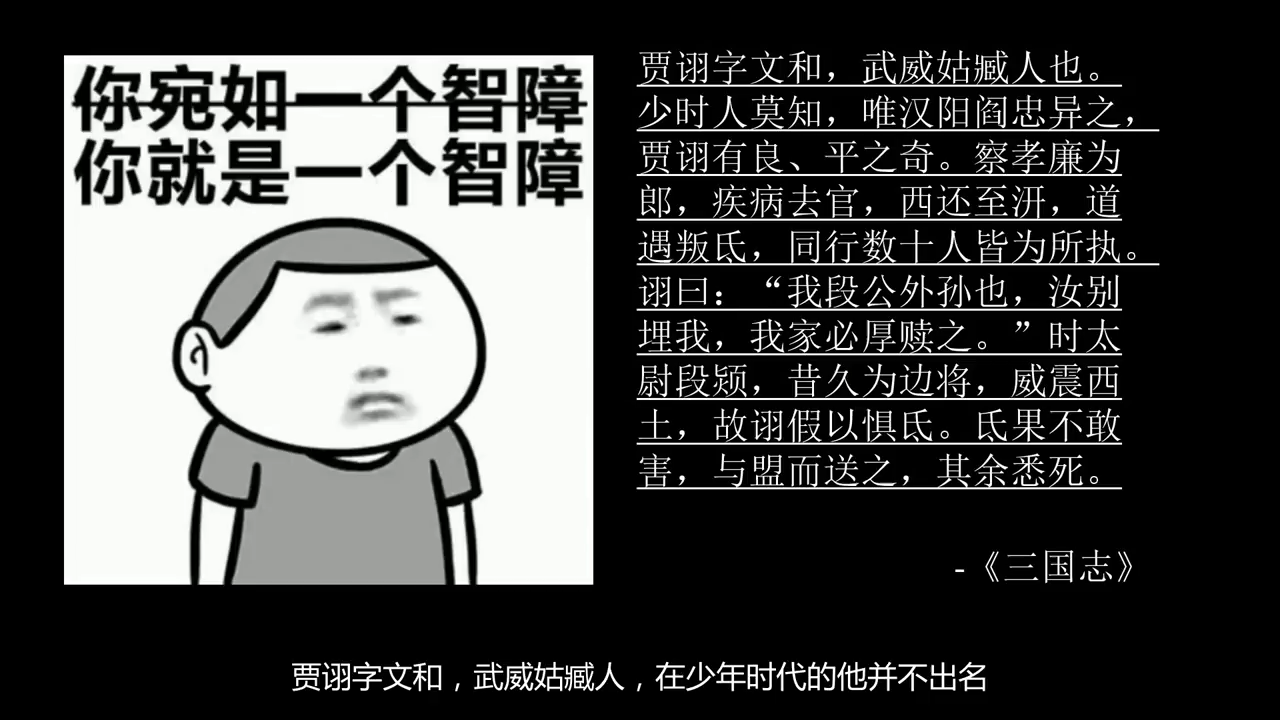 你宛如一个智障
你就是一个智障
贾诩字文和，武威姑臧人也。
少时人莫知，唯汉阳阎忠异之，
贾诩有良、平之奇。察孝廉为
郎，疾病去官，西还至汧，道
遇叛氐，同行数十人皆为所执。
诩曰：“我段公外孙也，汝别
埋我，我家必厚赎之。”时太
尉段颎，昔久为边将，威震西
土，故诩假以惧氐。氐果不敢
害，与盟而送之，其余悉死。
-《三国志》
贾诩字文和，武威姑臧人，在少年时代的他并不出名